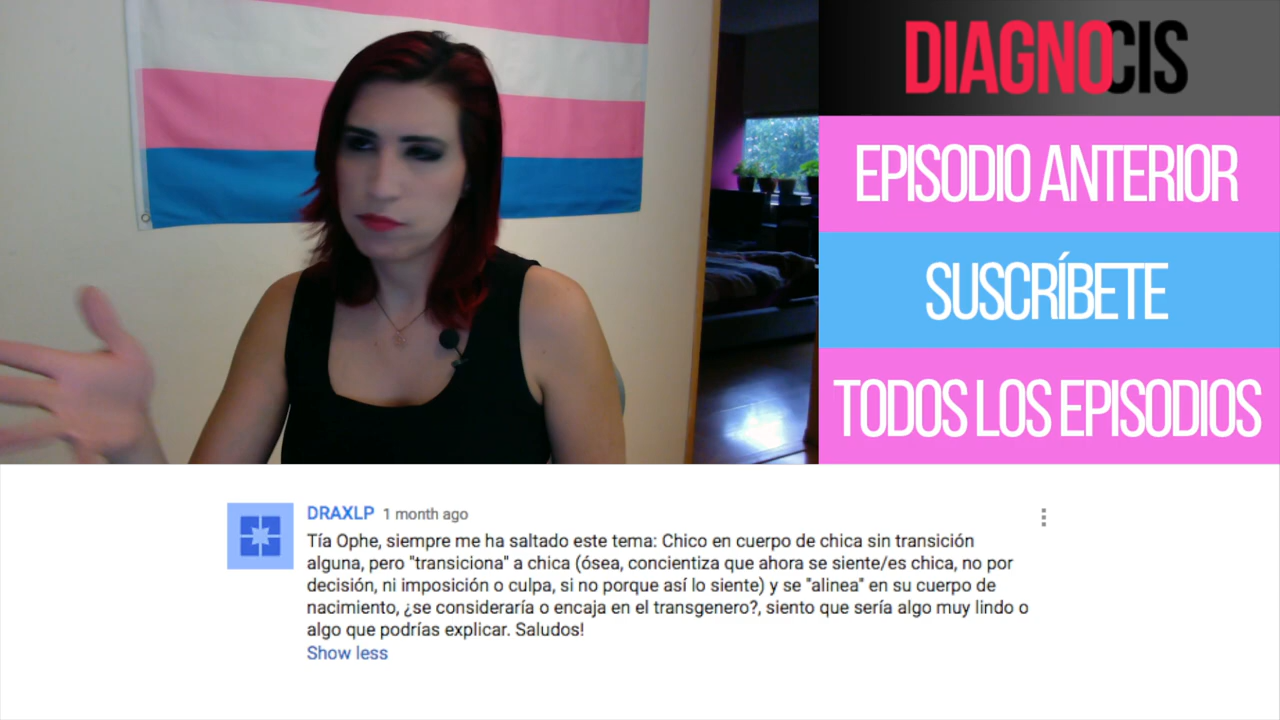 DIAGNOCIS
EPISODIO ANTERIOR
SUSCRÍBETE
TODOS LOS EPISODIOS
DRAXLP 1 month ago
Tía Ophe, siempre me ha saltado este tema: Chico en cuerpo de chica sin transición
alguna, pero "transiciona" a chica (ósea, concientiza que ahora se siente/es chica, no por
decisión, ni imposición o culpa, si no porque así lo siente) y se "alinea" en su cuerpo de
nacimiento, ¿se consideraría o encaja en el transgenero?, siento que sería algo muy lindo o
algo que podrías explicar. Saludos!
Show less